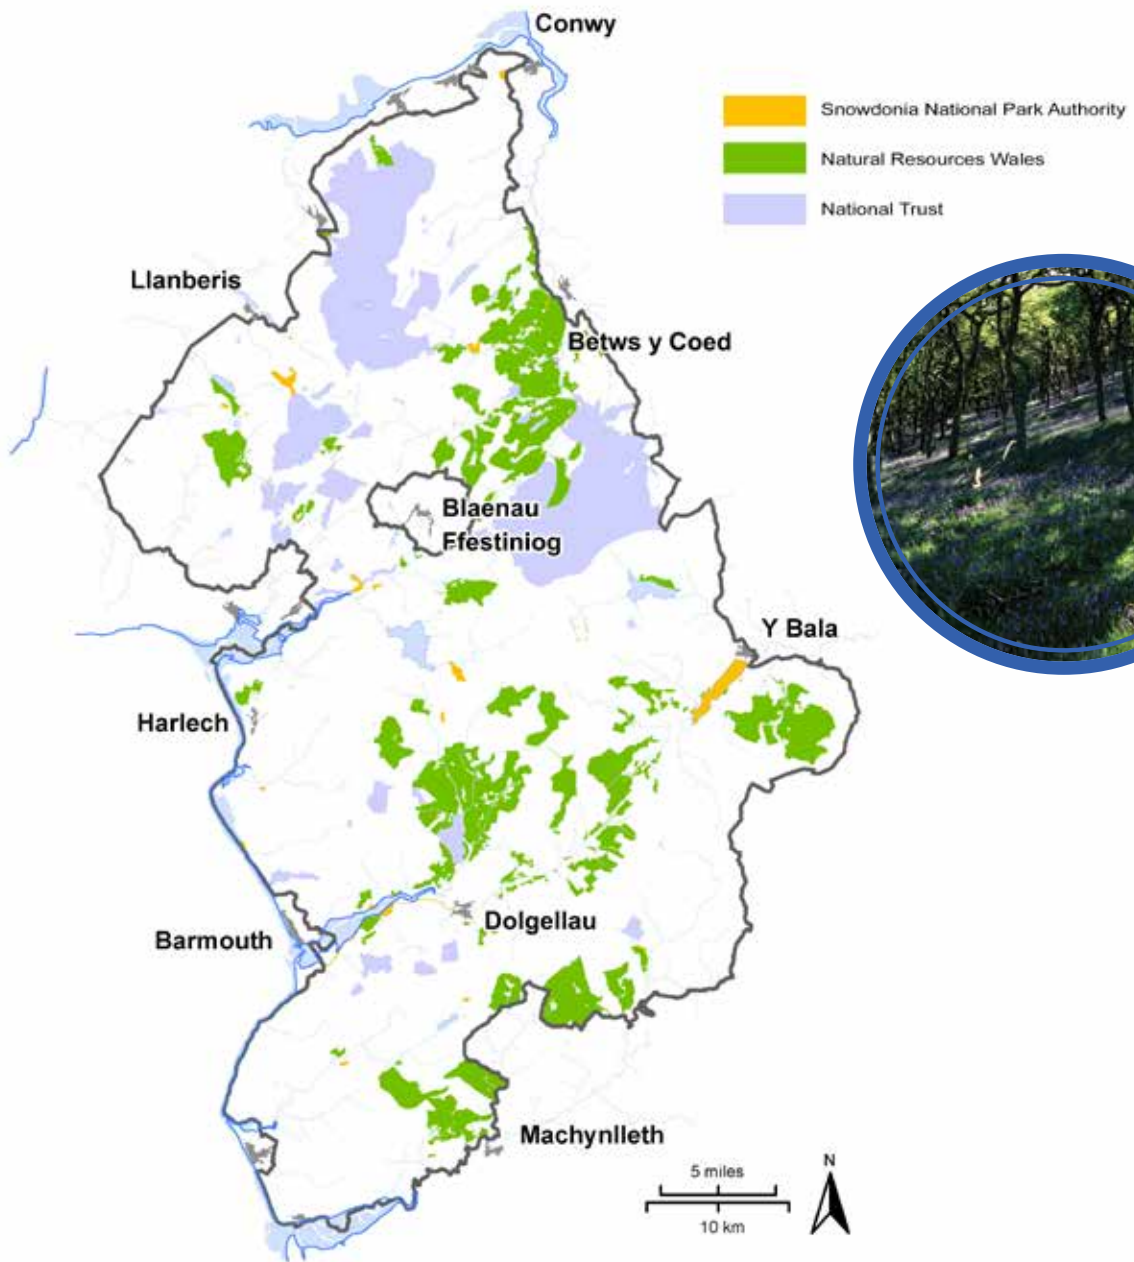 Conwy
Snowdonia National Park Authority
Natural Resources Wales
National Trust
Llanberis
Betws y Coed
Blaenau
Ffestiniog
Y Bala
Harlech
Dolgellau
Barmouth
Machynlleth
5 miles
10 km
N